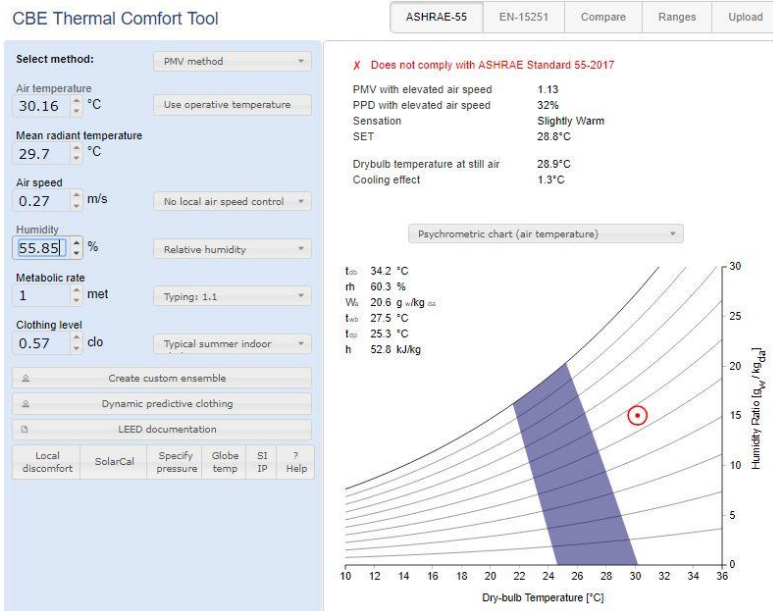 CBE Thermal Comfort Tool
ASHRAE-55
EN-15251
Compare
Ranges
Upload
Select method:
PMV method
Air temperature
30.16 °C
Use operative temperature
Mean radiant temperature
29.7 °C
Air speed
0.27 m/s
No local air speed control
Humidity
55.85 %
Relative humidity
Metabolic rate
1 met
Typing: 1.1
Clothing level
0.57 clo
Typical summer indoor
Create custom ensemble
Dynamic predictive clothing
LEED documentation
Local discomfort
SolarCal
Specify pressure
Globe temp
SI IP
? Help
✗ Does not comply with ASHRAE Standard 55-2017
PMV with elevated air speed 1.13
PPD with elevated air speed 32%
Sensation Slightly Warm
SET 28.8°C
Drybulb temperature at still air 28.9°C
Cooling effect 1.3°C
Psychrometric chart (air temperature)
tdb 34.2 °C
rh 60.3 %
Wa 20.6 g w/kg da
twb 27.5 °C
tdp 25.3 °C
h 52.8 kJ/kg
30
25
20
15
10
5
0
Humidity Ratio [gw / kgda]
10 12 14 16 18 20 22 24 26 28 30 32 34 36
Dry-bulb Temperature [°C]